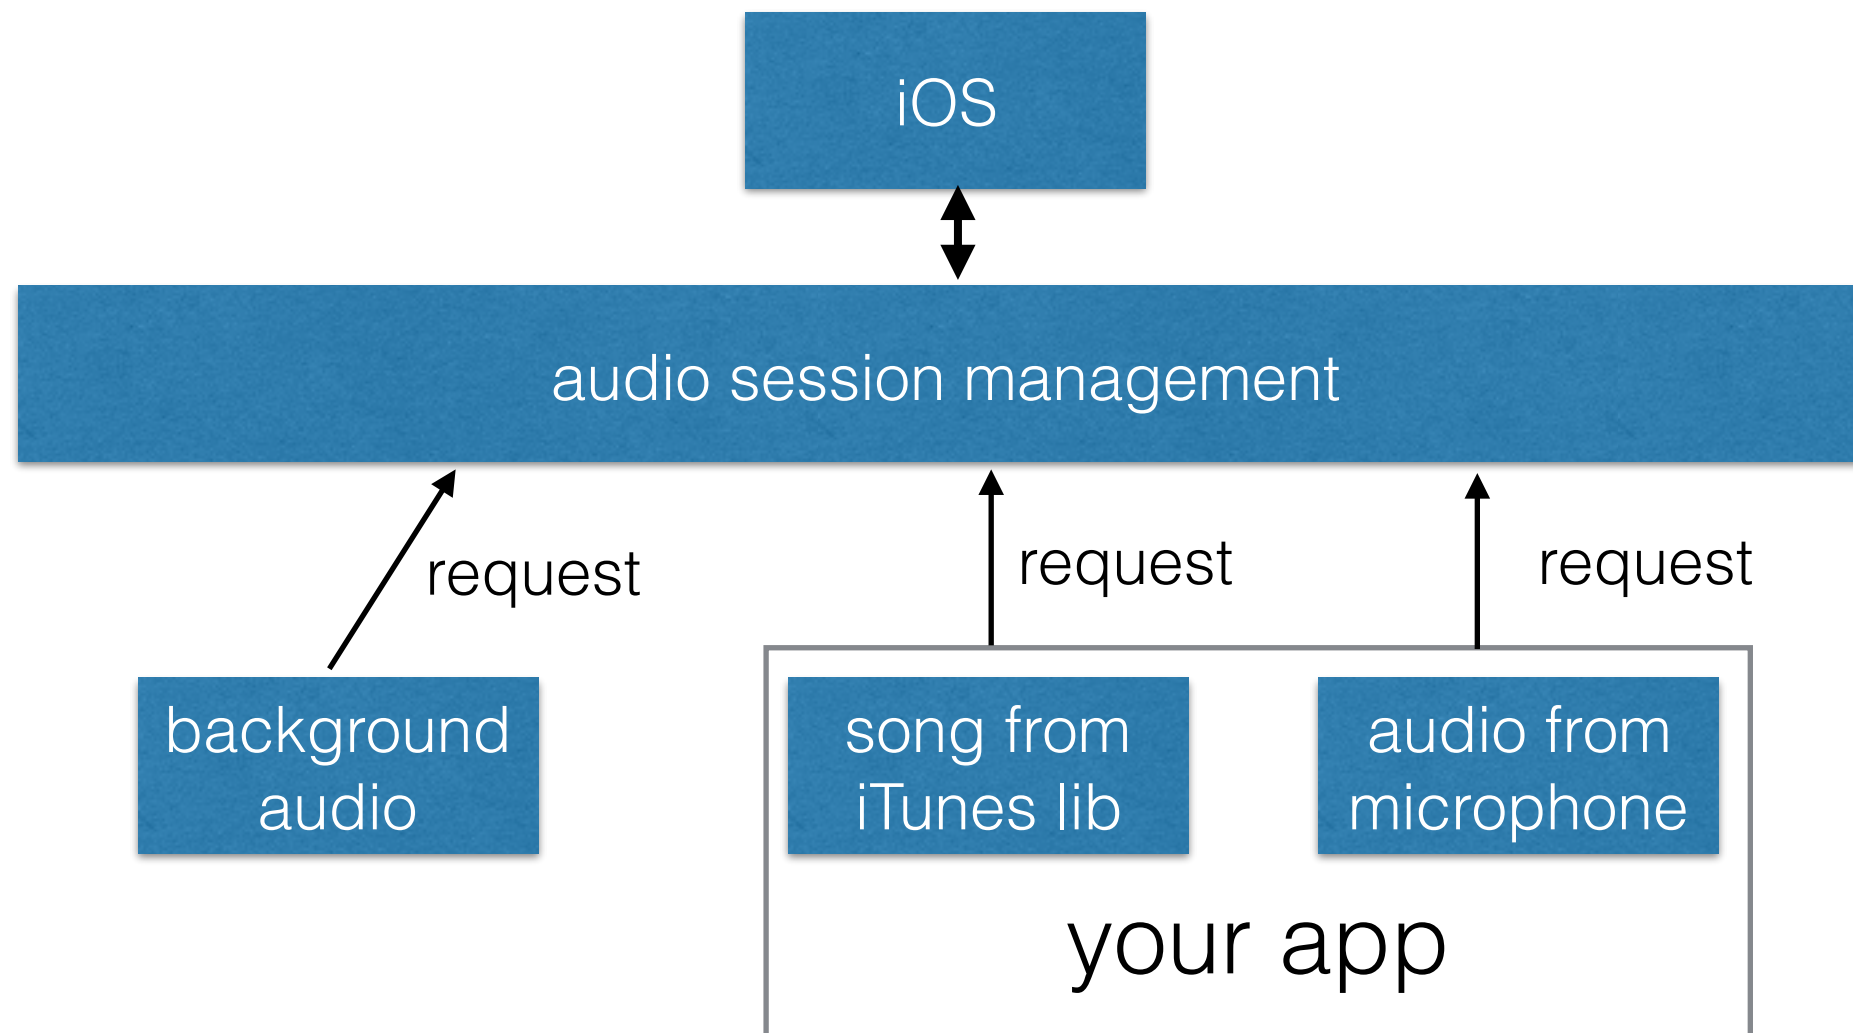 iOS
audio session management
request
request
request
background
audio
song from
iTunes lib
audio from
microphone
your app